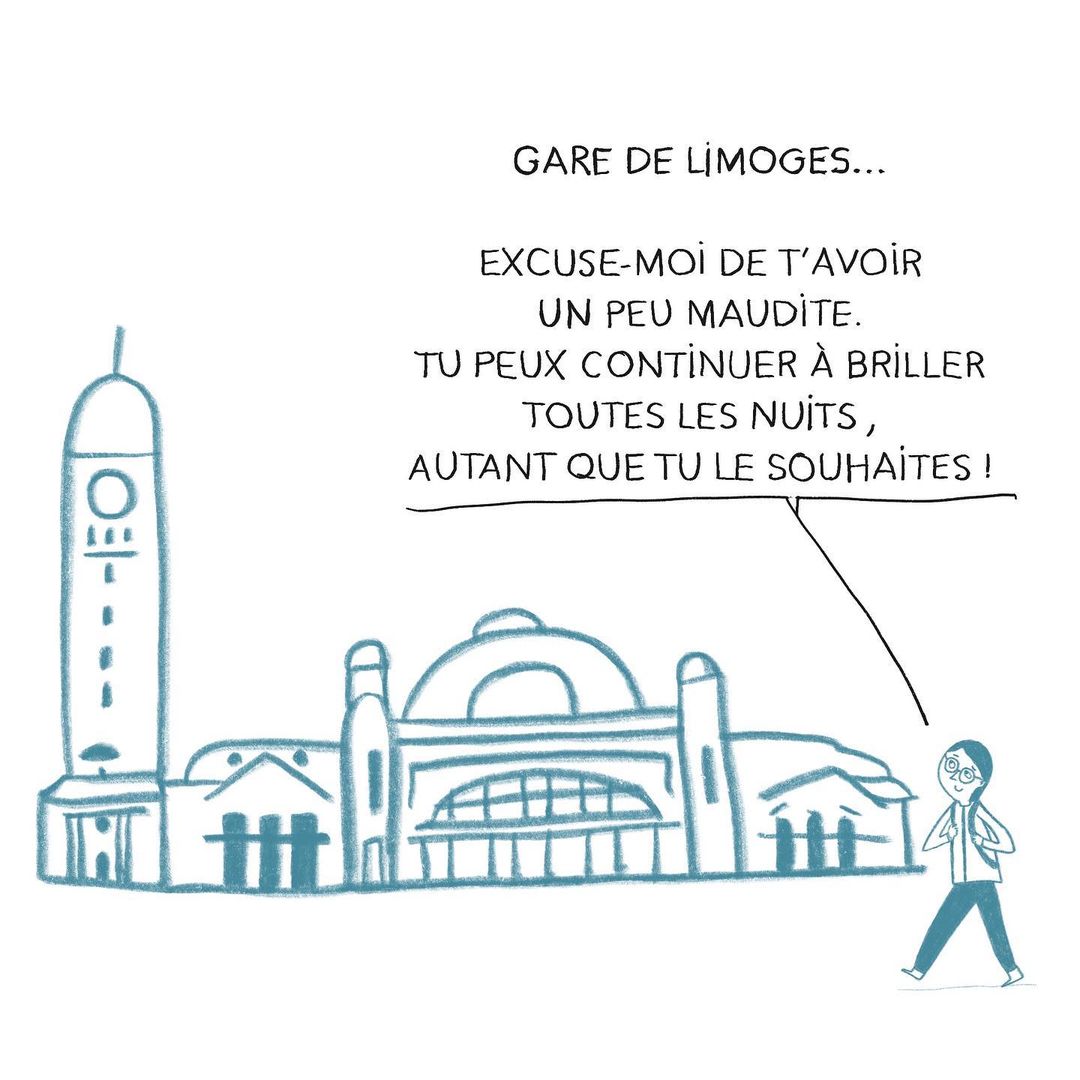 GARE DE LIMOGES...
EXCUSE-MOI DE T'AVOIR
UN PEU MAUDITE.
TU PEUX CONTINUER À BRILLER
TOUTES LES NUITS,
AUTANT QUE TU LE SOUHAITES !